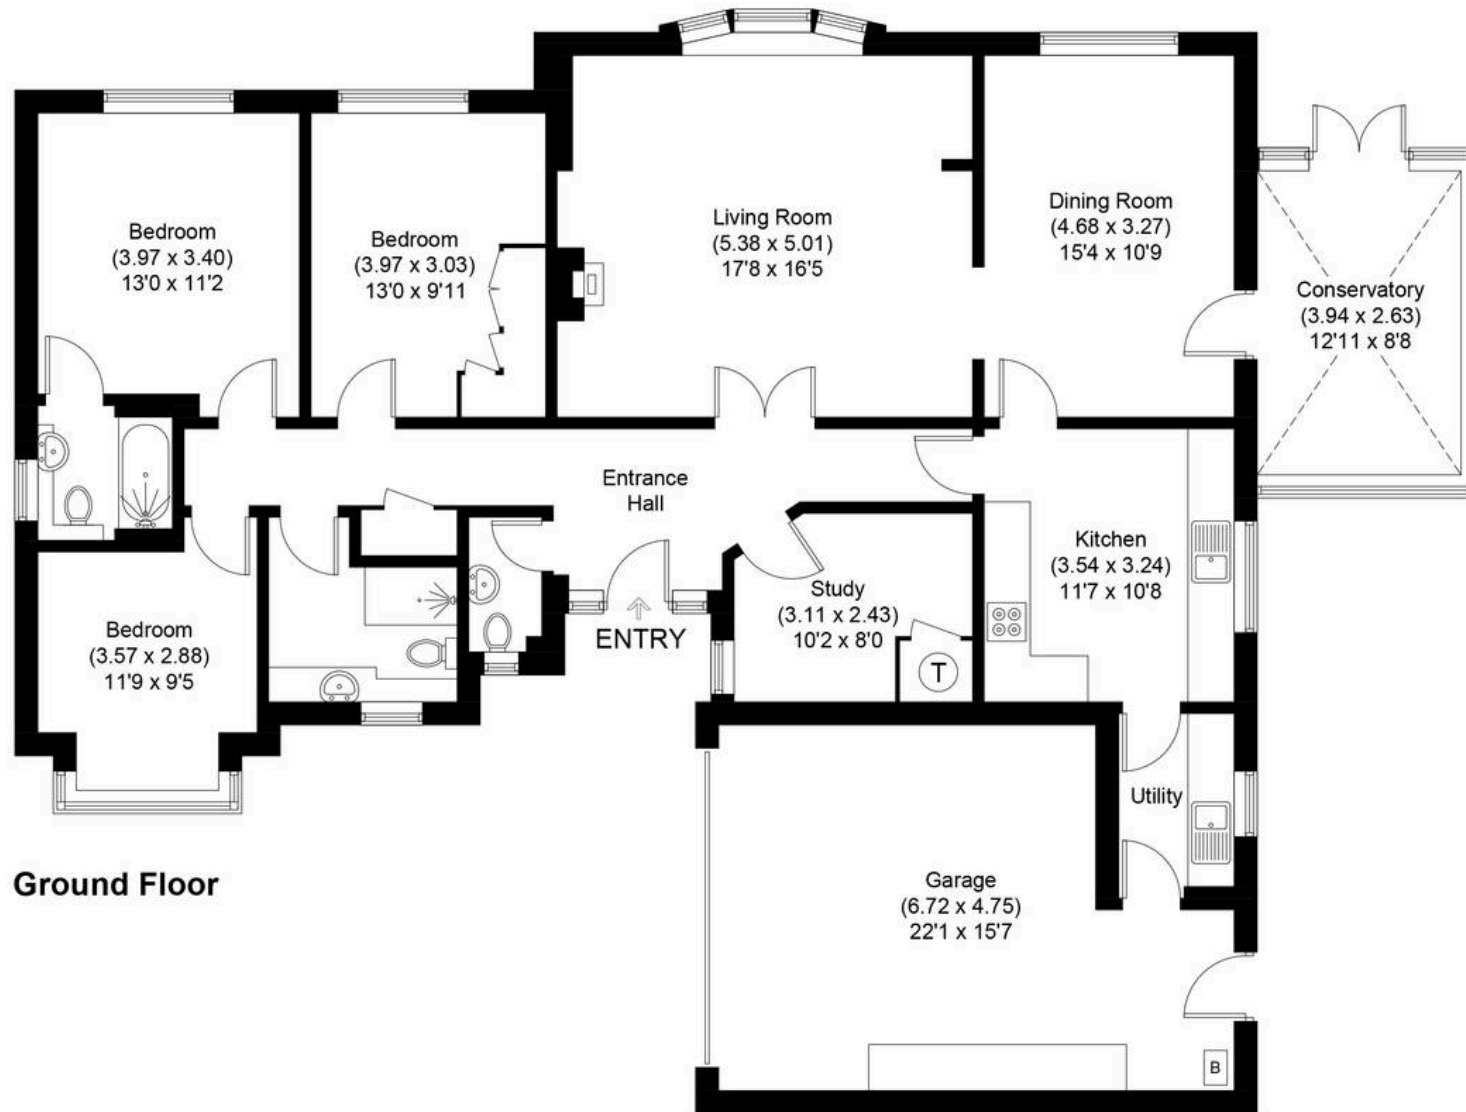 Bedroom
(3.97 x 3.40)
13'0 x 11'2
Bedroom
(3.97 x 3.03)
13'0 x 9'11
Living Room
(5.38 x 5.01)
17'8 x 16'5
Dining Room
(4.68 x 3.27)
15'4 x 10'9
Conservatory
(3.94 x 2.63)
12'11 x 8'8
Entrance
Hall
Kitchen
(3.54 x 3.24)
11'7 x 10'8
Study
(3.11 x 2.43)
10'2 x 8'0
T
ENTRY
Bedroom
(3.57 x 2.88)
11'9 x 9'5
Utility
Ground Floor
Garage
(6.72 x 4.75)
22'1 x 15'7
B